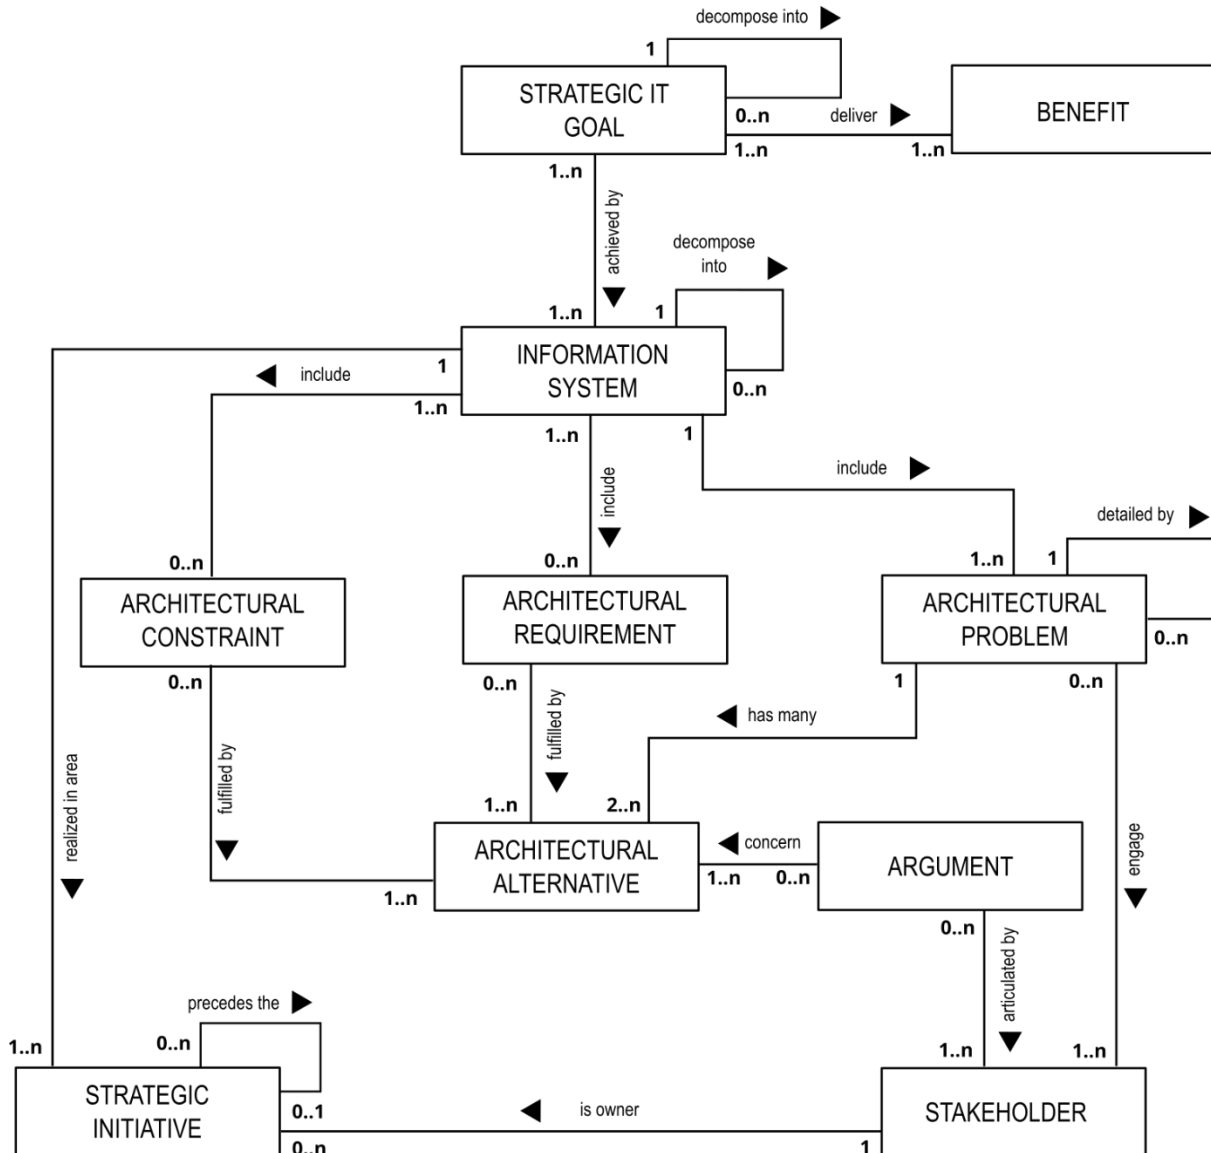 decompose into
1
STRATEGIC IT
GOAL
BENEFIT
0..n
deliver
1..n
1..n
1..n
achieved by
decompose
into
1..n
1
INFORMATION
SYSTEM
1
include
0..n
1..n
1..n
1
include
include
detailed by
0..n
0..n
1..n
1
ARCHITECTURAL
CONSTRAINT
ARCHITECTURAL
REQUIREMENT
ARCHITECTURAL
PROBLEM
0..n
0..n
0..n
1
0..n
has many
fulfilled by
fulfilled by
realized in area
1..n
2..n
ARCHITECTURAL
ALTERNATIVE
concern
ARGUMENT
engage
1..n
1..n
0..n
0..n
articulated by
precedes the
1..n
0..n
1..n
1..n
STRATEGIC
INITIATIVE
0..1
is owner
STAKEHOLDER
0..n
1